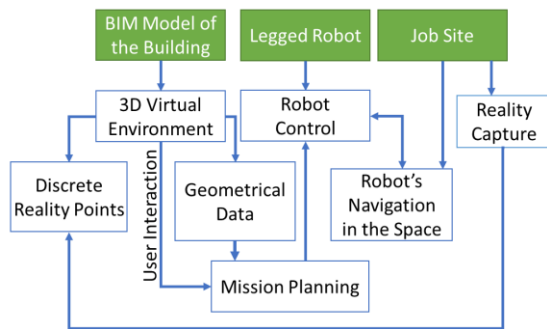 BIM Model of
the Building
Legged Robot
Job Site
3D Virtual
Environment
Robot
Control
Reality
Capture
Discrete
Reality Points
User Interaction
Geometrical
Data
Robot’s
Navigation
in the Space
Mission Planning